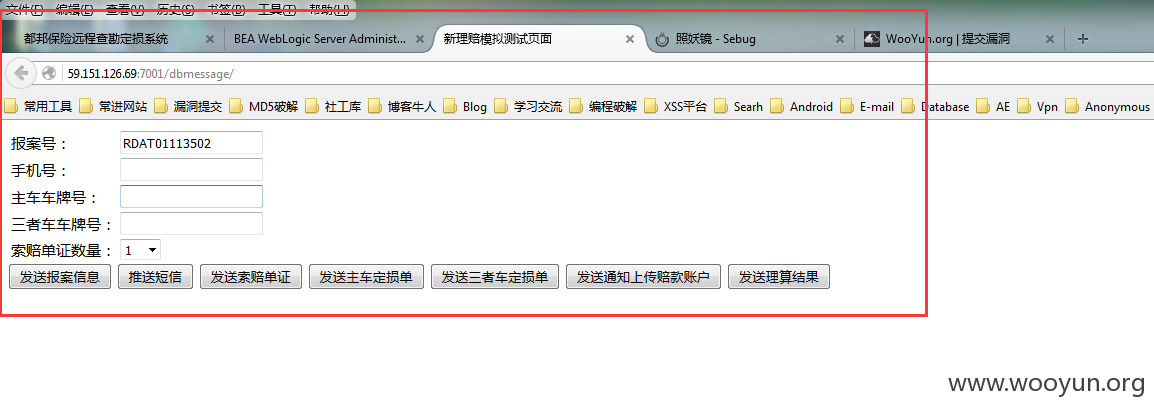 文件(F) 编辑(E) 查看(V) 历史(S) 书签(B) 工具(T) 帮助(H)
都邦保险远程查勘定损系统 BEA WebLogic Server Administ... 新理赔模拟测试页面 照妖镜 - Sebug WooYun.org | 提交漏洞
59.151.126.69:7001/dbmessage/
常用工具 常进网站 漏洞提交 MD5破解 社工库 博客牛人 Blog 学习交流 编程破解 XSS平台 Searh Android E-mail Database AE Vpn Anonymous
报案号： RDAT01113502
手机号：
主车车牌号：
三者车车牌号：
索赔单证数量： 1
发送报案信息 推送短信 发送索赔单证 发送主车定损单 发送三者车定损单 发送通知上传赔款账户 发送理算结果
www.wooyun.org